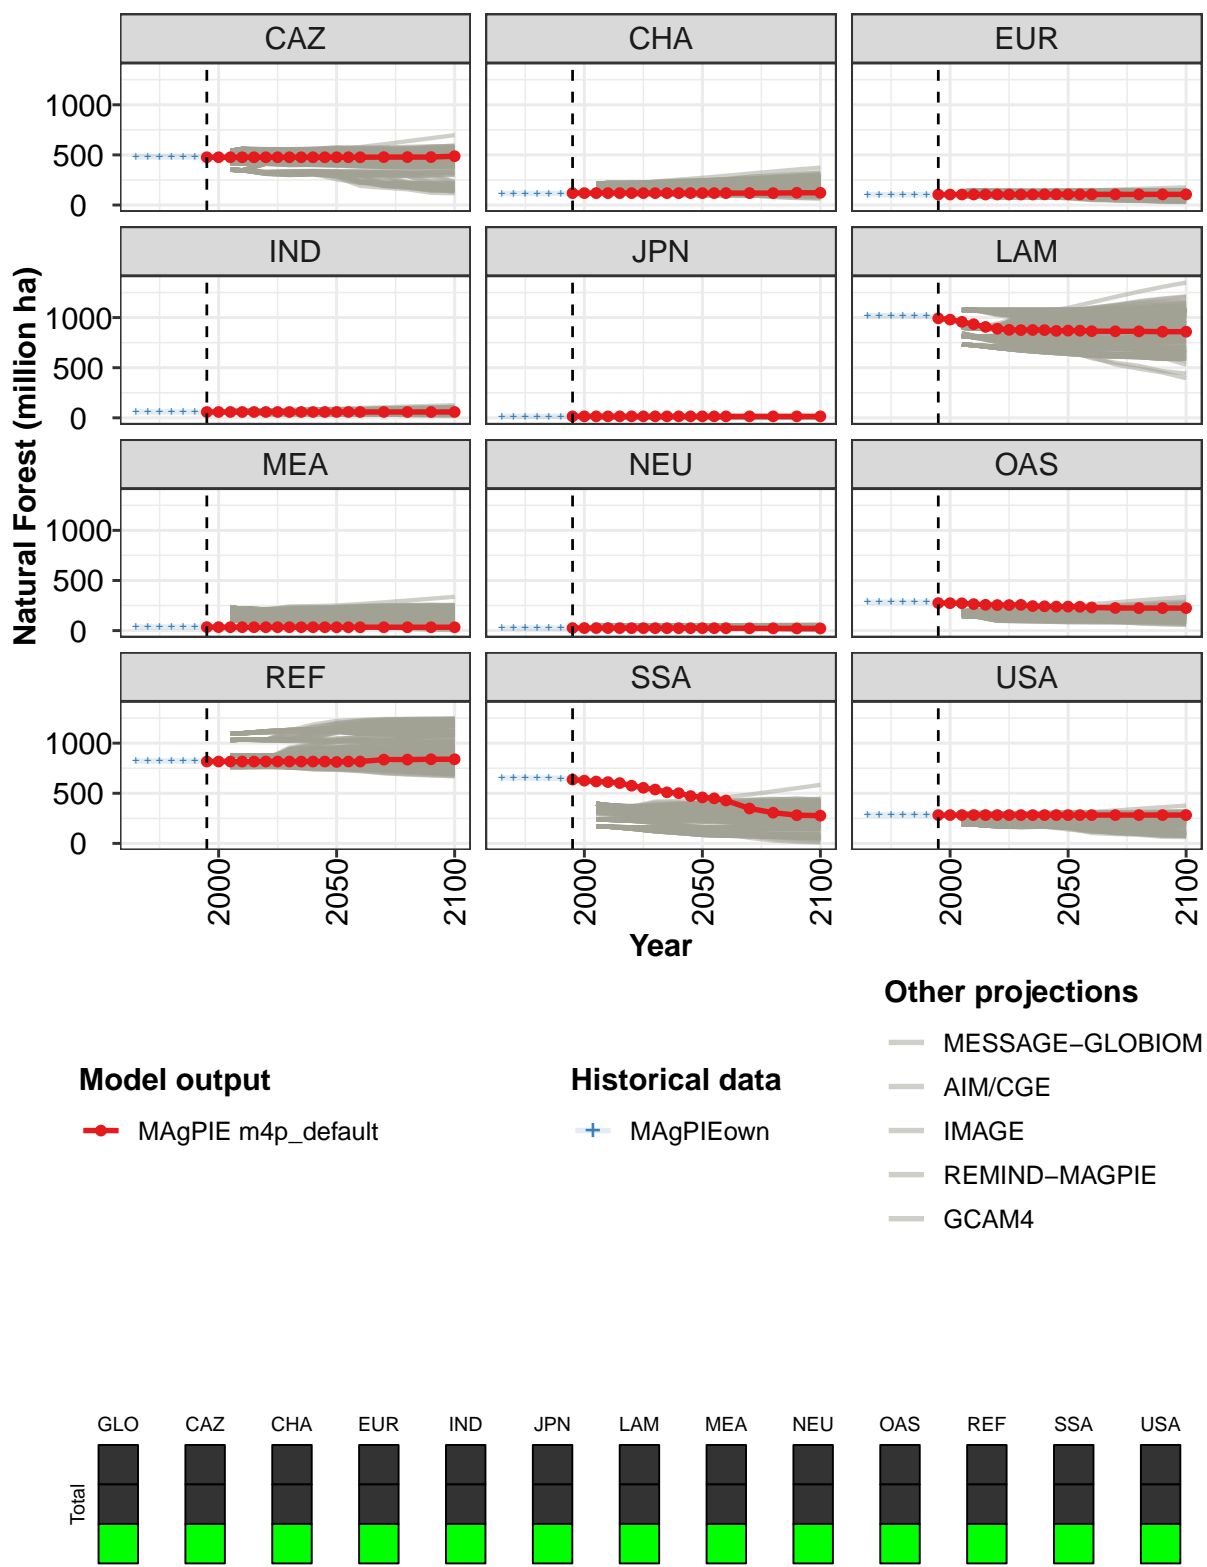 CAZ CHA EUR
1000
500
0
IND JPN LAM
1000
500
0
MEA NEU OAS
1000
500
0
REF SSA USA
1000
500
0
Natural Forest (million ha)
2000 2050 2100 2000 2050 2100 2000 2050 2100
Year
Model output
MAgPIE m4p_default
Historical data
MAgPIEown
Other projections
MESSAGE−GLOBIOM
AIM/CGE
IMAGE
REMIND−MAGPIE
GCAM4
GLO CAZ CHA EUR IND JPN LAM MEA NEU OAS REF SSA USA
Total